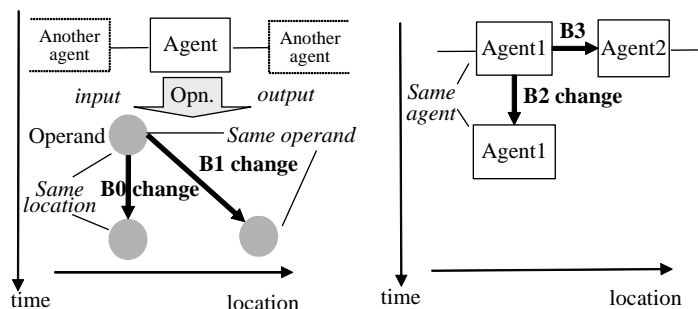 Another
agent
Agent
Another
agent
input
Opn.
output
Operand
Same operand
B1 change
Same
location
B0 change
time
location
B3
Agent1
Agent2
Same
agent
B2 change
Agent1
time
location